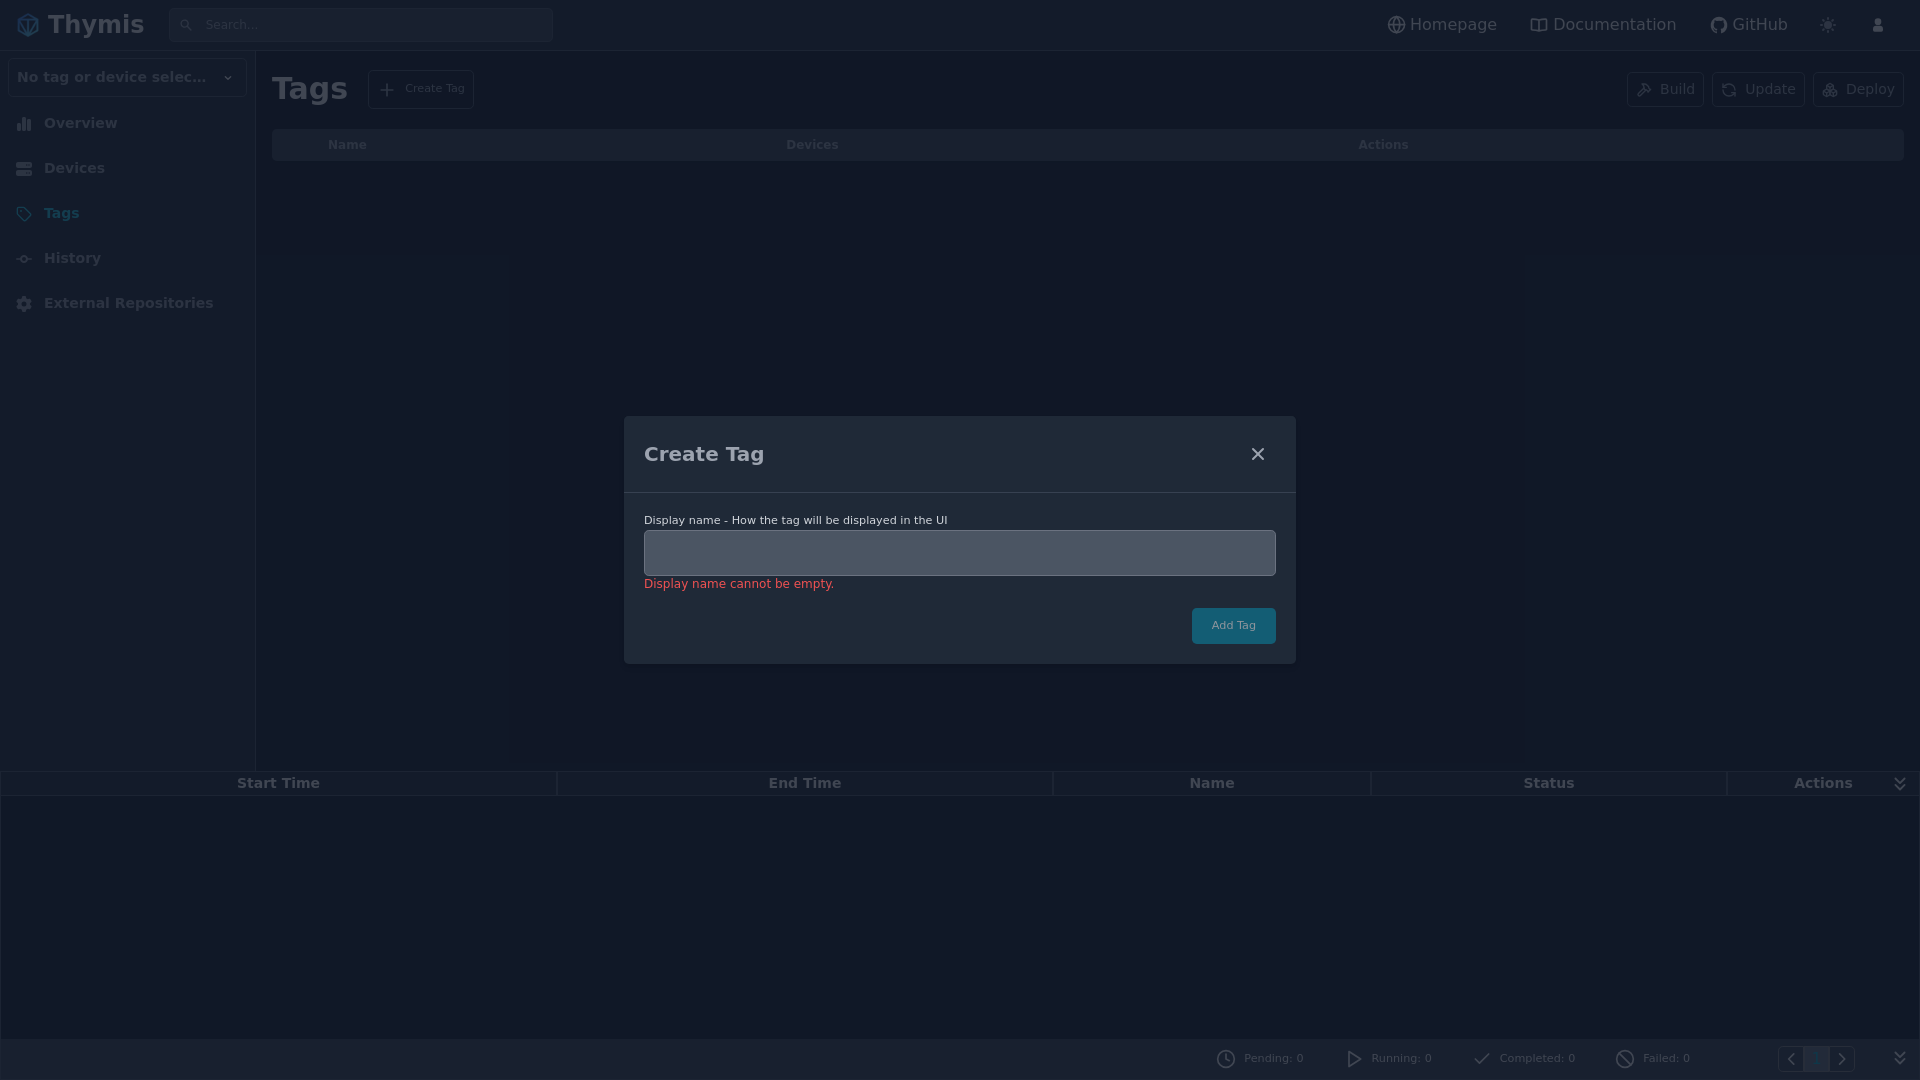 Thymis
Search...
Homepage
Documentation
GitHub
No tag or device selec...
Overview
Devices
Tags
History
External Repositories
Tags
Create Tag
Build
Update
Deploy
Name Devices Actions
Create Tag
Display name - How the tag will be displayed in the UI
Display name cannot be empty.
Add Tag
Start Time End Time Name Status Actions
Pending: 0 Running: 0 Completed: 0 Failed: 0